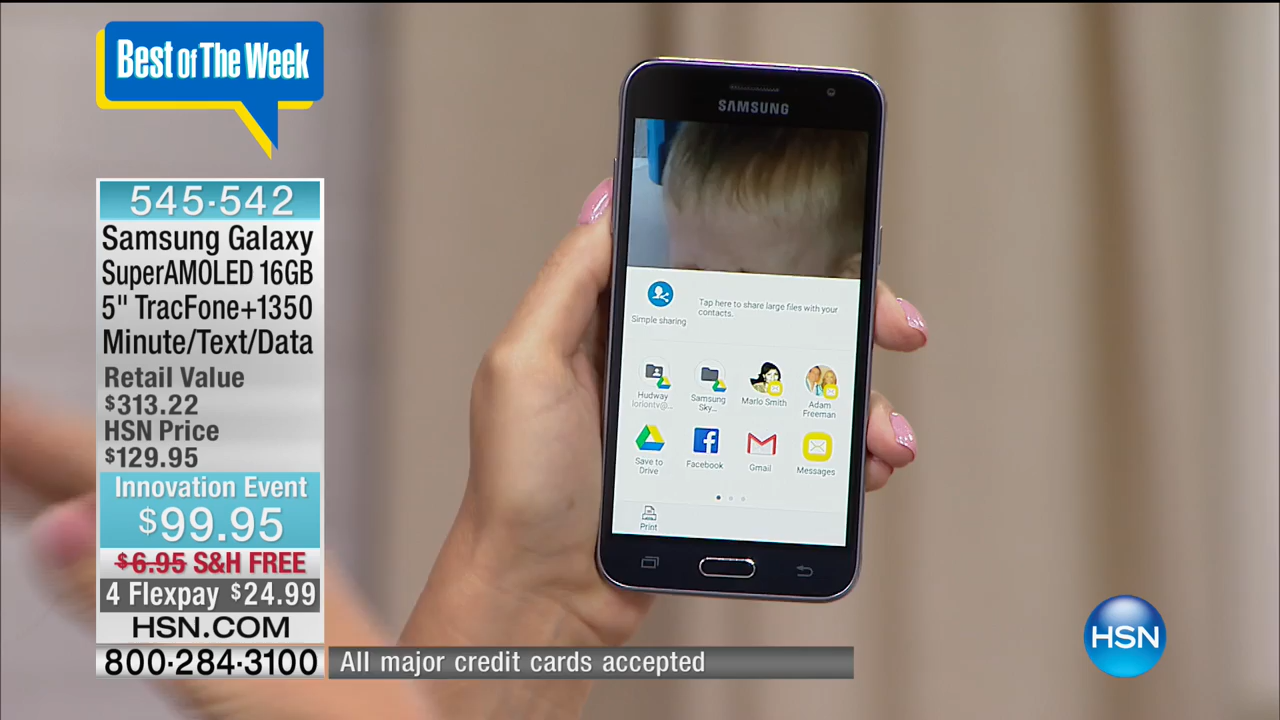 Best of The Week
545-542
Samsung Galaxy
SuperAMOLED 16GB
5" TracFone+1350
Minute/Text/Data
Retail Value
$313.22
HSN Price
$129.95
Innovation Event
$99.95
$6.95 S&H FREE
4 Flexpay $24.99
HSN.COM
800-284-3100
All major credit cards accepted
SAMSUNG
Simple sharing
Tap here to share large files with your
contacts.
Hudway
loriontv@...
Samsung
Sky...
Marlo Smith
Adam
Freeman
Save to
Drive
Facebook
Gmail
Messages
Print
HSN